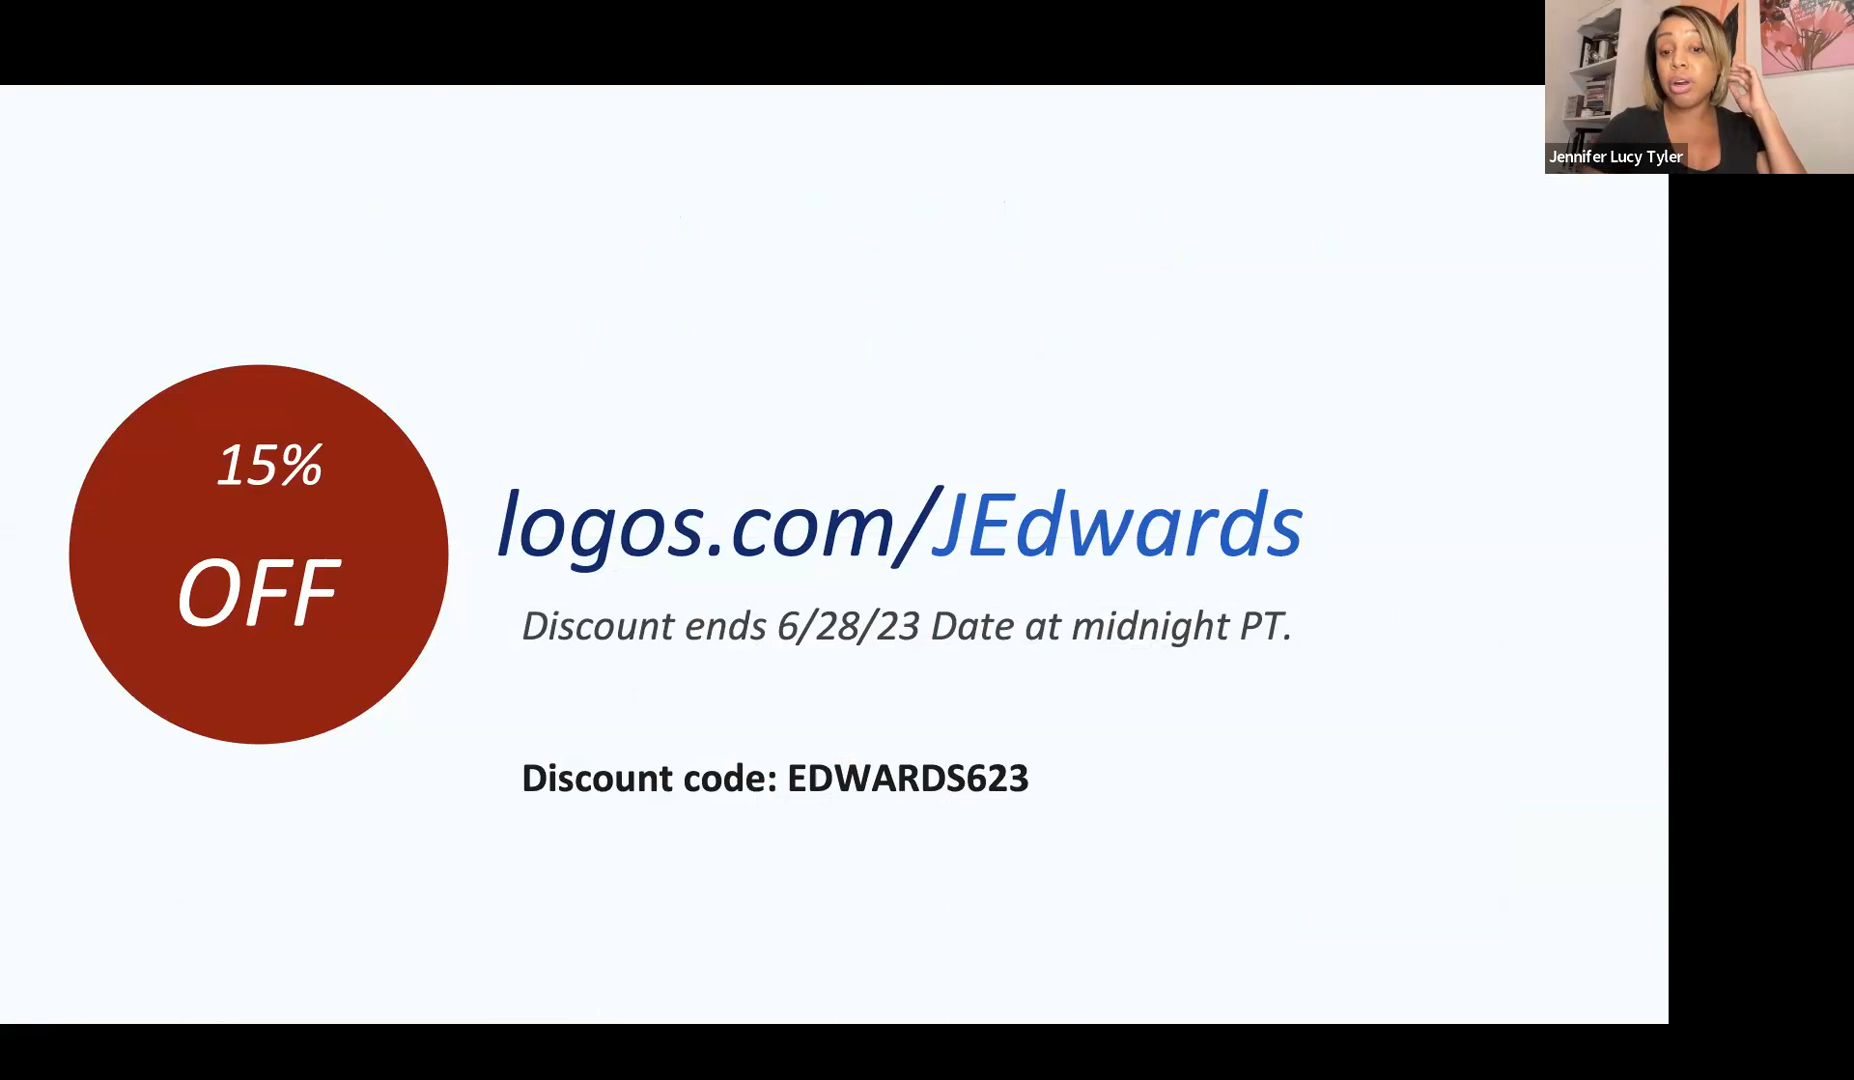 Jennifer Lucy Tyler
15%
OFF
logos.com/JEdwards
Discount ends 6/28/23 Date at midnight PT.
Discount code: EDWARDS623